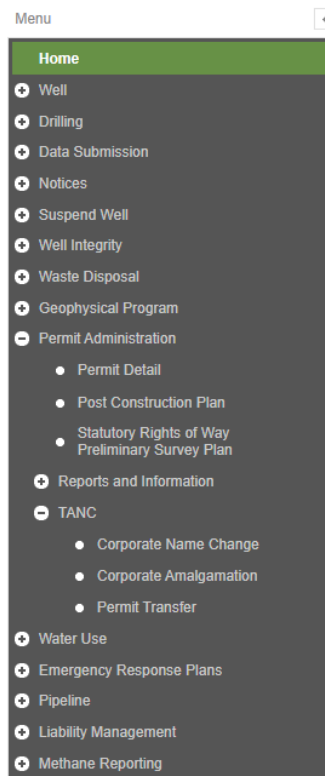 Menu
Home
Well
Drilling
Data Submission
Notices
Suspend Well
Well Integrity
Waste Disposal
Geophysical Program
Permit Administration
Permit Detail
Post Construction Plan
Statutory Rights of Way
Preliminary Survey Plan
Reports and Information
TANC
Corporate Name Change
Corporate Amalgamation
Permit Transfer
Water Use
Emergency Response Plans
Pipeline
Liability Management
Methane Reporting